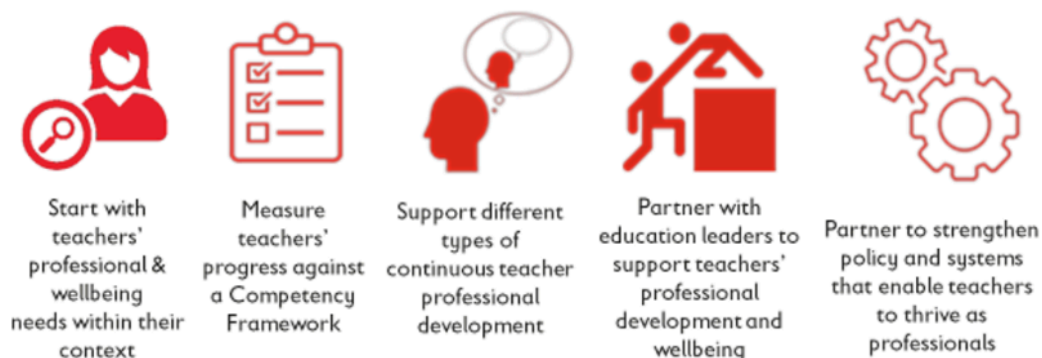 Start with
teachers'
professional &
wellbeing
needs within their
context
Measure
teachers'
progress against
a Competency
Framework
Support different
types of
continuous teacher
professional
development
Partner with
education leaders to
support teachers'
professional
development and
wellbeing
Partner to strengthen
policy and systems
that enable teachers
to thrive as
professionals